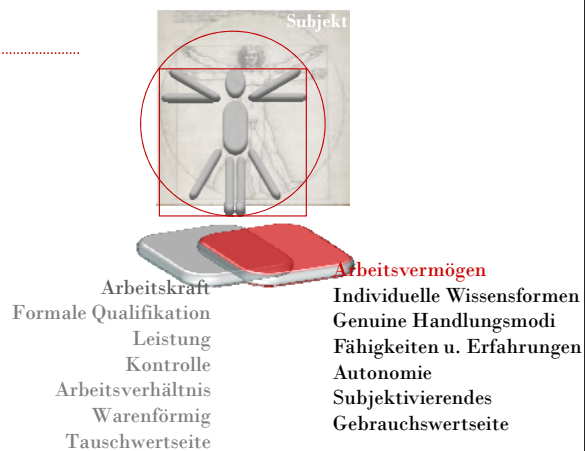 Subjekt
Arbeitskraft
Formale Qualifikation
Leistung
Kontrolle
Arbeitsverhältnis
Warenförmig
Tauschwertseite
Arbeitsvermögen
Individuelle Wissensformen
Genuine Handlungsmodi
Fähigkeiten u. Erfahrungen
Autonomie
Subjektivierendes
Gebrauchswertseite